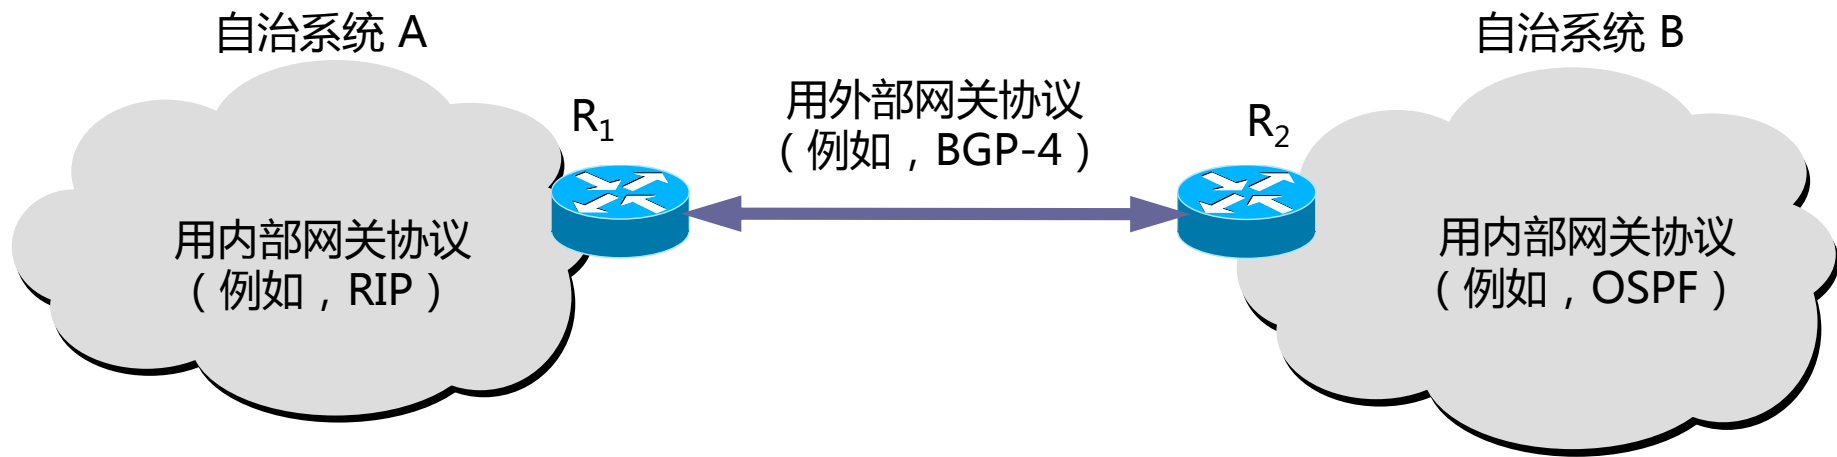 自治系统 A
自治系统 B
R1
用外部网关协议
（例如，BGP-4）
R2
用内部网关协议
（例如，RIP）
用内部网关协议
（例如，OSPF）